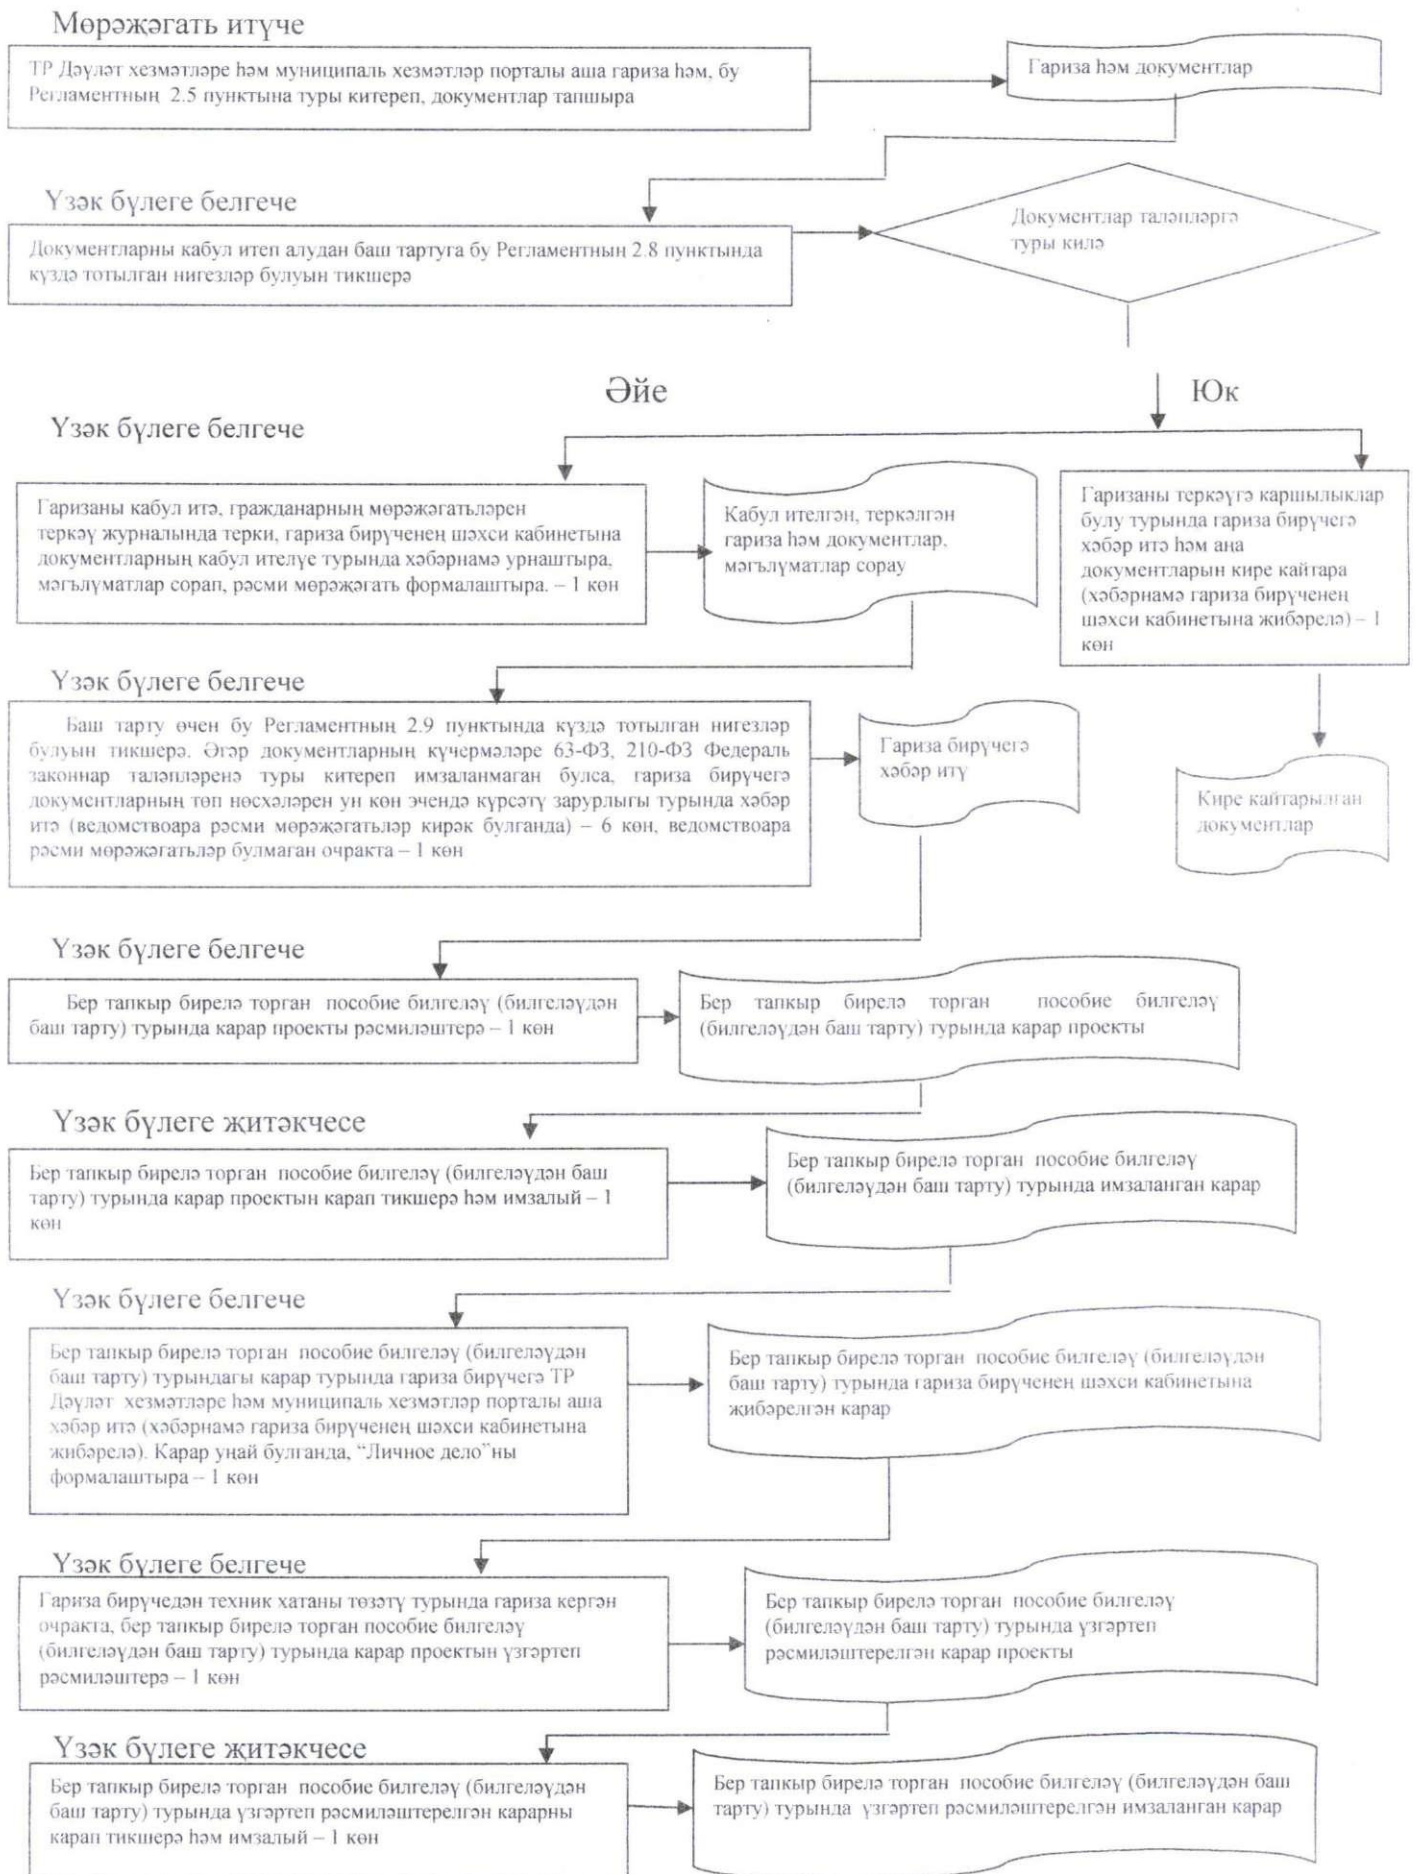 Мөрәҗәгать итүче
ТР Дәүләт хезмәтләре һәм муниципаль хезмәтләр порталы аша гариза һәм, бу
Регламентның 2.5 пунктына туры китереп, документлар тапшыра
Гариза һәм документлар
Үзәк бүлеге белгече
Документларны кабул итеп алудан баш тартуга бу Регламентнын 2.8 пунктында
күздә тотылган нигезләр булуын тикшерә
Документлар таләпләргә
туры килә
Әйе
Юк
Үзәк бүлеге белгече
Гаризаны кабул итә, гражданарның мөрәҗәгатьләрен
теркәү журналында терки, гариза бирүченең шәхси кабинетына
документларның кабул ителүе турында хәбәрнамә урнаштыра,
мәгълүматлар сорап, рәсми мөрәҗәгать формалаштыра. – 1 көн
Кабул ителгән, теркәлгән
гариза һәм документлар,
мәгълүматлар сорау
Гаризаны теркәүгә каршылыклар
булу турында гариза бирүчегә
хәбәр итә һәм аңа
документларын кире кайтара
(хәбәрнамә гариза бирүченең
шәхси кабинетына җибәрелә) – 1
көн
Үзәк бүлеге белгече
Баш тарту өчен бу Регламентның 2.9 пунктында күздә тотылган нигезләр
булуын тикшерә. Әгәр документларның күчермәләре 63-ФЗ, 210-ФЗ Федераль
законнар таләпләренә туры китереп имзаланмаган булса, гариза бирүчегә
документларның төп нөсхәләрен ун көн эчендә күрсәтү зарурлыгы турында хәбәр
итә (ведомствоара рәсми мөрәҗәгатьләр кирәк булганда) – 6 көн, ведомствоара
рәсми мөрәҗәгатьләр булмаган очракта – 1 көн
Гариза бирүчегә
хәбәр итү
Кире кайтарылган
документлар
Үзәк бүлеге белгече
Бер тапкыр бирелә торган пособие билгеләү (билгеләүдән
баш тарту) турында карар проекты рәсмиләштерә – 1 көн
Бер тапкыр бирелә торган пособие билгеләү
(билгеләүдән баш тарту) турында карар проекты
Үзәк бүлеге җитәкчесе
Бер тапкыр бирелә торган пособие билгеләү (билгеләүдән баш
тарту) турында карар проектын карап тикшерә һәм имзалый – 1
көн
Бер тапкыр бирелә торган пособие билгеләү
(билгеләүдән баш тарту) турында имзаланган карар
Үзәк бүлеге белгече
Бер тапкыр бирелә торган пособие билгеләү (билгеләүдән
баш тарту) турындагы карар турында гариза бирүчегә ТР
Дәүләт хезмәтләре һәм муниципаль хезмәтләр порталы аша
хәбәр итә (хәбәрнамә гариза бирүченең шәхси кабинетына
җибәрелә). Карар уңай булганда, “Личное дело”ны
формалаштыра – 1 көн
Бер тапкыр бирелә торган пособие билгеләү (билгеләүдән
баш тарту) турында гариза бирүченең шәхси кабинетына
җибәрелгән карар
Үзәк бүлеге белгече
Гариза бирүчедән техник хатаны төзәтү турында гариза кергән
очракта, бер тапкыр бирелә торган пособие билгеләү
(билгеләүдән баш тарту) турында карар проектын үзгәртеп
рәсмиләштерә – 1 көн
Бер тапкыр бирелә торган пособие билгеләү
(билгеләүдән баш тарту) турында үзгәртеп
рәсмиләштерелгән карар проекты
Үзәк бүлеге җитәкчесе
Бер тапкыр бирелә торган пособие билгеләү (билгеләүдән
баш тарту) турында үзгәртеп рәсмиләштерелгән карарны
карап тикшерә һәм имзалый – 1 көн
Бер тапкыр бирелә торган пособие билгеләү (билгеләүдән баш
тарту) турында үзгәртеп рәсмиләштерелгән имзаланган карар